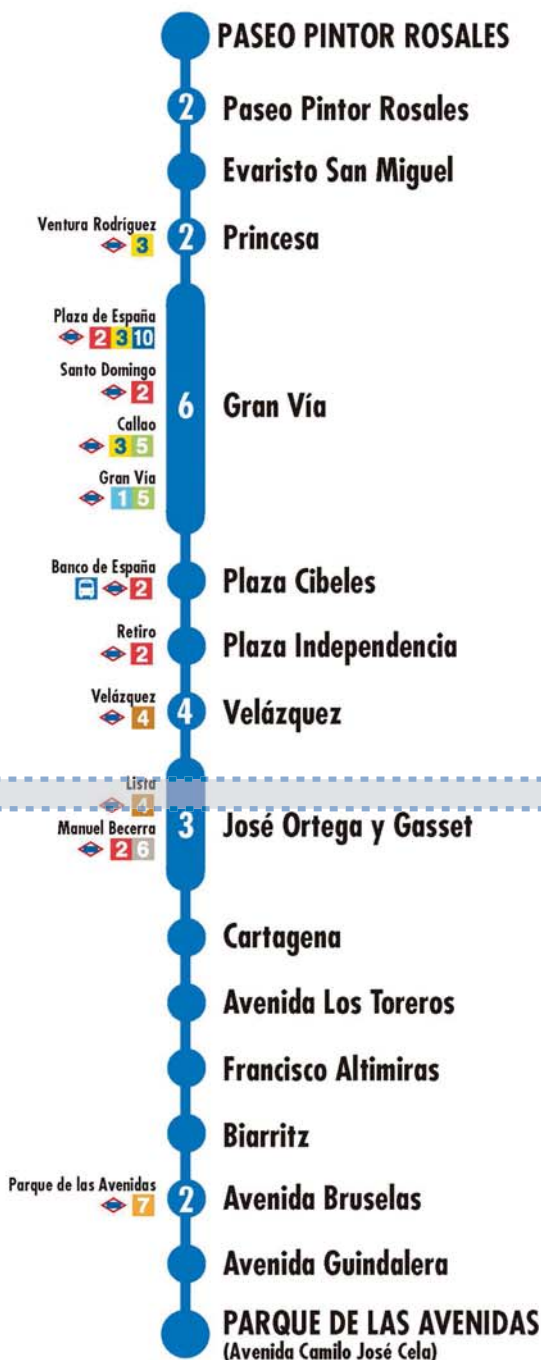 PASEO PINTOR ROSALES
2 Paseo Pintor Rosales
Evaristo San Miguel
Ventura Rodríguez
3
2 Princesa
Plaza de España
2 3 10
Santo Domingo
2
Callao
3 5
Gran Vía
1 5
6 Gran Vía
Banco de España
2
Plaza Cibeles
Retiro
2
Plaza Independencia
Velázquez
4
4 Velázquez
Lista
4
Manuel Becerra
2 6
3 José Ortega y Gasset
Cartagena
Avenida Los Toreros
Francisco Altimiras
Biarritz
Parque de las Avenidas
7
2 Avenida Bruselas
Avenida Guindalera
PARQUE DE LAS AVENIDAS
(Avenida Camilo José Cela)